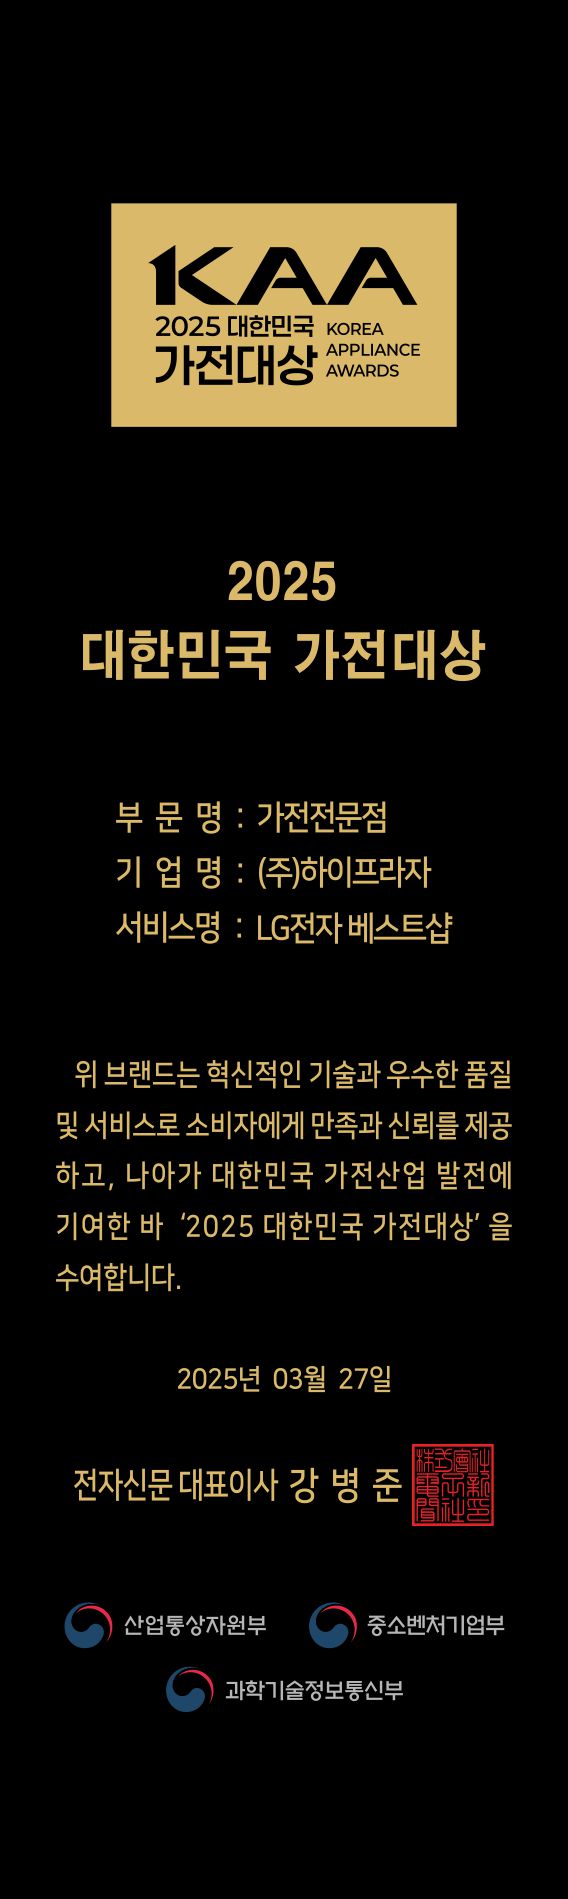 KAA
2025 대한민국
가전대상
KOREA
APPLIANCE
AWARDS
2025
대한민국 가전대상
부 문 명 : 가전전문점
기 업 명 : (주)하이프라자
서비스명 : LG전자 베스트샵
위 브랜드는 혁신적인 기술과 우수한 품질
및 서비스로 소비자에게 만족과 신뢰를 제공
하고, 나아가 대한민국 가전산업 발전에
기여한 바 ‘2025 대한민국 가전대상’ 을
수여합니다.
2025년 03월 27일
전자신문 대표이사 강 병 준
산업통상자원부
중소벤처기업부
과학기술정보통신부